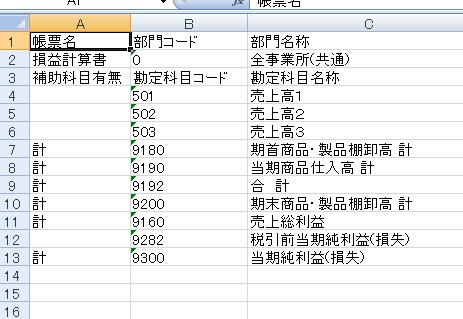 A1 fx 帳票名
A B C
1 帳票名 部門コード 部門名称
2 損益計算書 0 全事業所(共通)
3 補助科目有無 勘定科目コード 勘定科目名称
4 501 売上高1
5 502 売上高2
6 503 売上高3
7 計 9180 期首商品・製品棚卸高 計
8 計 9190 当期商品仕入高 計
9 計 9192 合 計
10 計 9200 期末商品・製品棚卸高 計
11 計 9160 売上総利益
12 9282 税引前当期純利益(損失)
13 計 9300 当期純利益(損失)
14
15
16